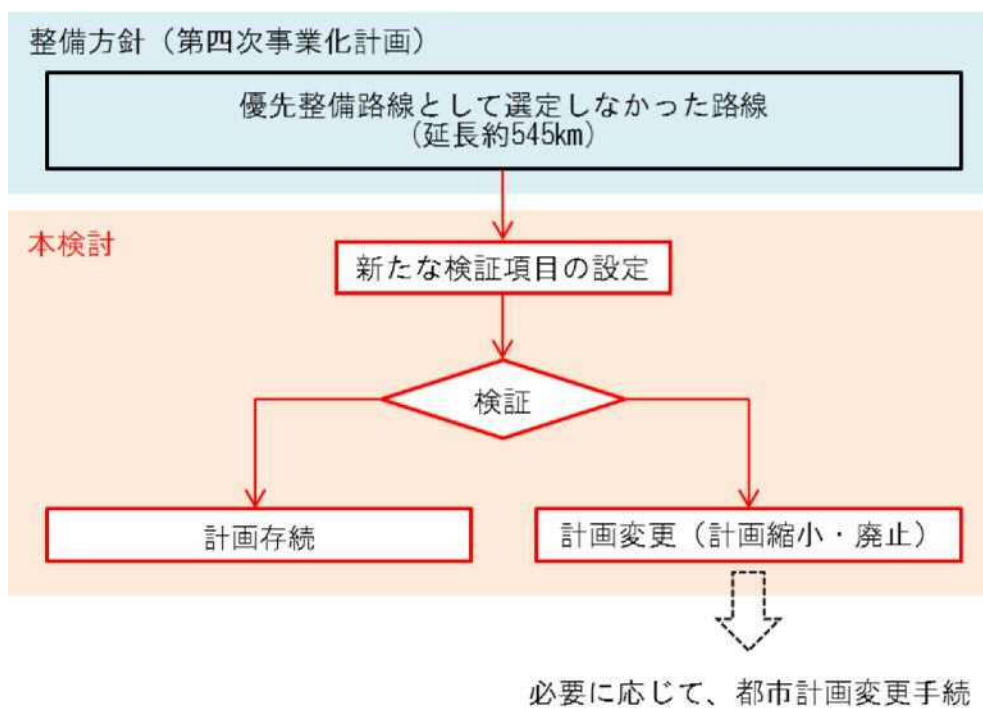 整備方針（第四次事業化計画）
優先整備路線として選定しなかった路線
（延長約545km）
本検討
新たな検証項目の設定
検証
計画存続
計画変更（計画縮小・廃止）
必要に応じて、都市計画変更手続